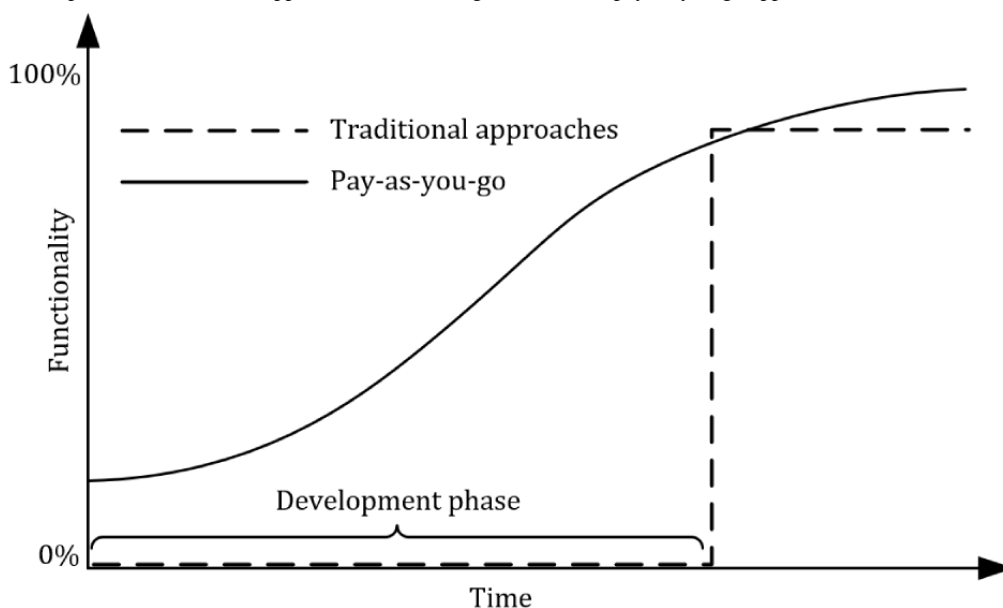 100%
Traditional approaches
Pay-as-you-go
Functionality
Development phase
0%
Time